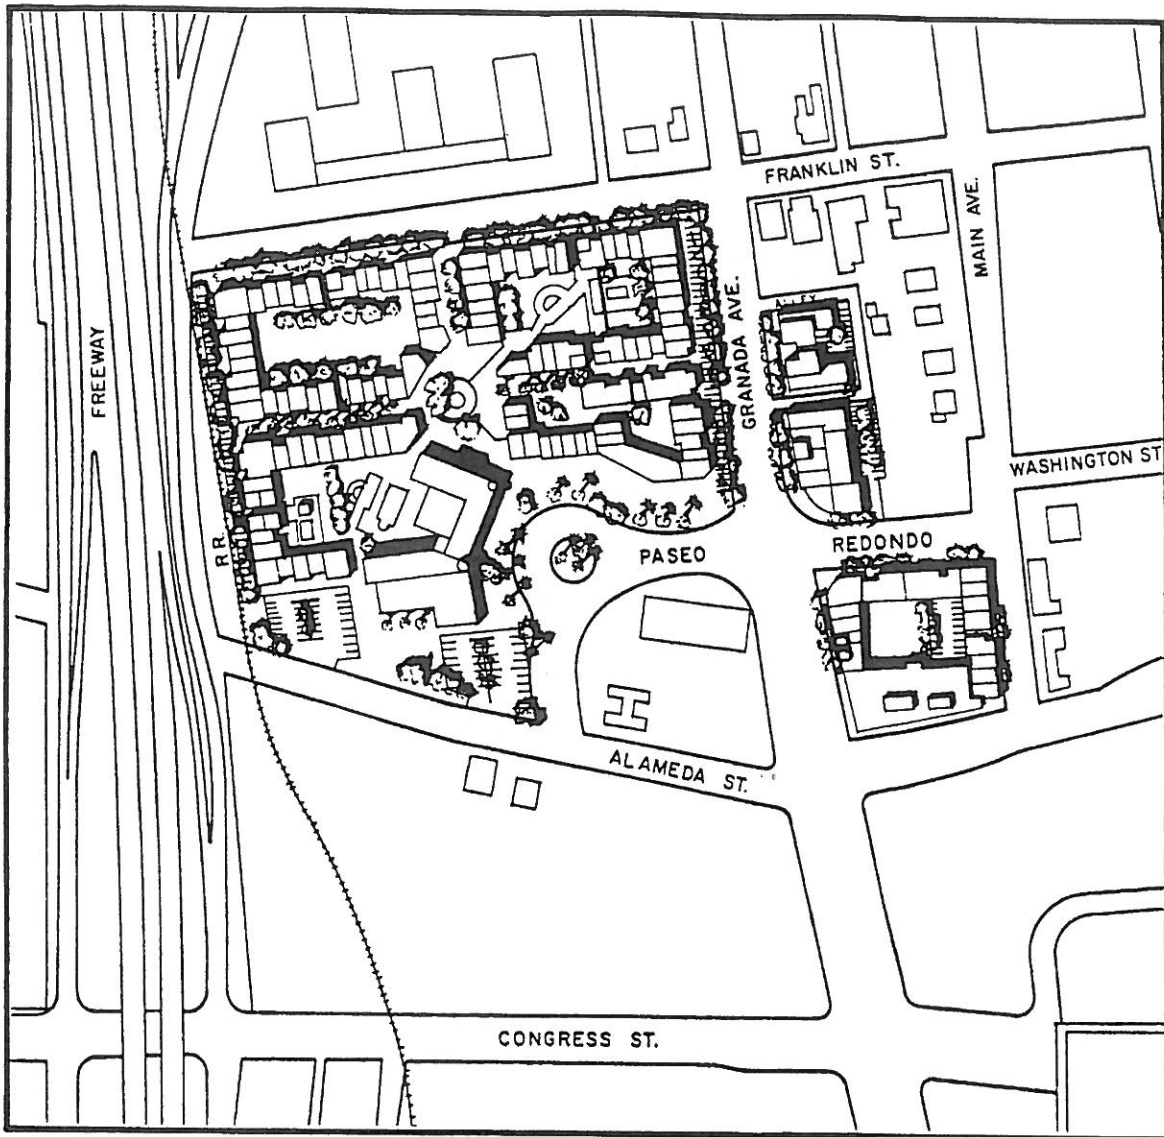 FRANKLIN ST.
MAIN AVE.
GRANADA AVE.
ALLEY
FREEWAY
WASHINGTON ST
R.R.
PASEO REDONDO
ALAMEDA ST.
CONGRESS ST.